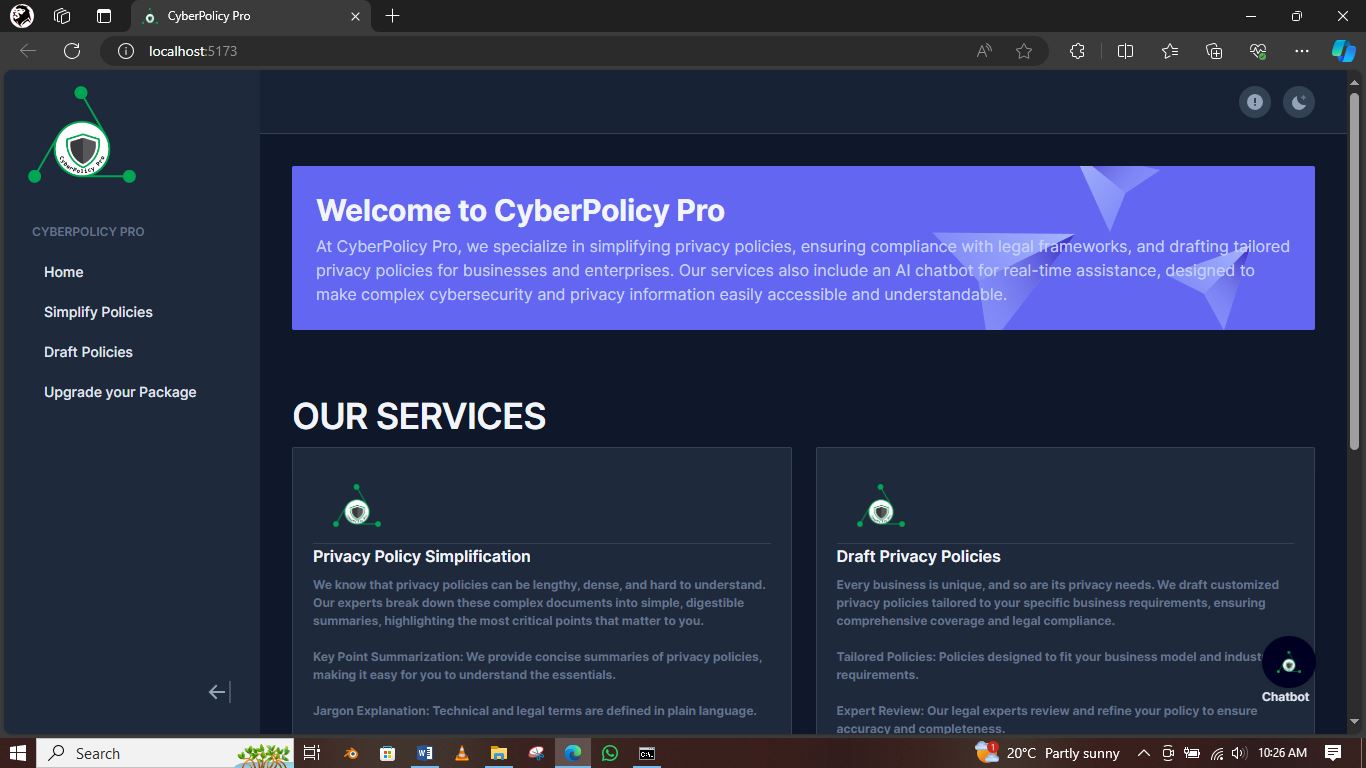 CyberPolicy Pro
localhost:5173
CyberPolicy Pro
CYBERPOLICY PRO
Home
Simplify Policies
Draft Policies
Upgrade your Package
Welcome to CyberPolicy Pro
At CyberPolicy Pro, we specialize in simplifying privacy policies, ensuring compliance with legal frameworks, and drafting tailored
privacy policies for businesses and enterprises. Our services also include an AI chatbot for real-time assistance, designed to
make complex cybersecurity and privacy information easily accessible and understandable.
OUR SERVICES
Privacy Policy Simplification
We know that privacy policies can be lengthy, dense, and hard to understand.
Our experts break down these complex documents into simple, digestible
summaries, highlighting the most critical points that matter to you.
Key Point Summarization: We provide concise summaries of privacy policies,
making it easy for you to understand the essentials.
Jargon Explanation: Technical and legal terms are defined in plain language.
Draft Privacy Policies
Every business is unique, and so are its privacy needs. We draft customized
privacy policies tailored to your specific business requirements, ensuring
comprehensive coverage and legal compliance.
Tailored Policies: Policies designed to fit your business model and indust
requirements.
Expert Review: Our legal experts review and refine your policy to ensure
accuracy and completeness.
Chatbot
Search
1
20°C Partly sunny
10:26 AM